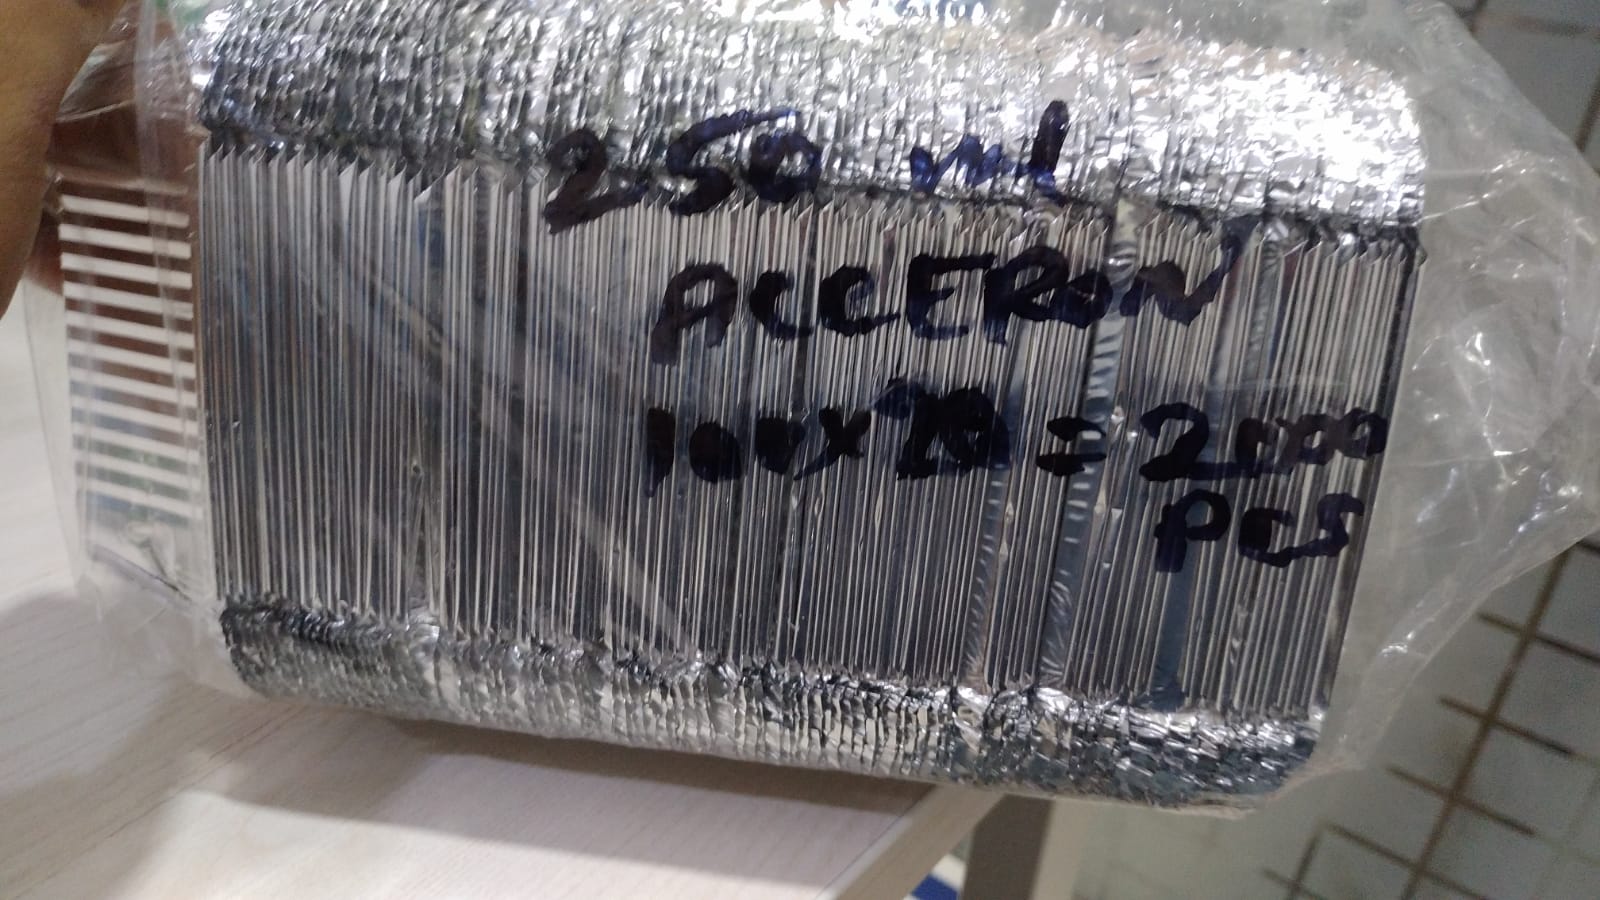 250 ml
ACCERON
100x20 = 2000
PCS